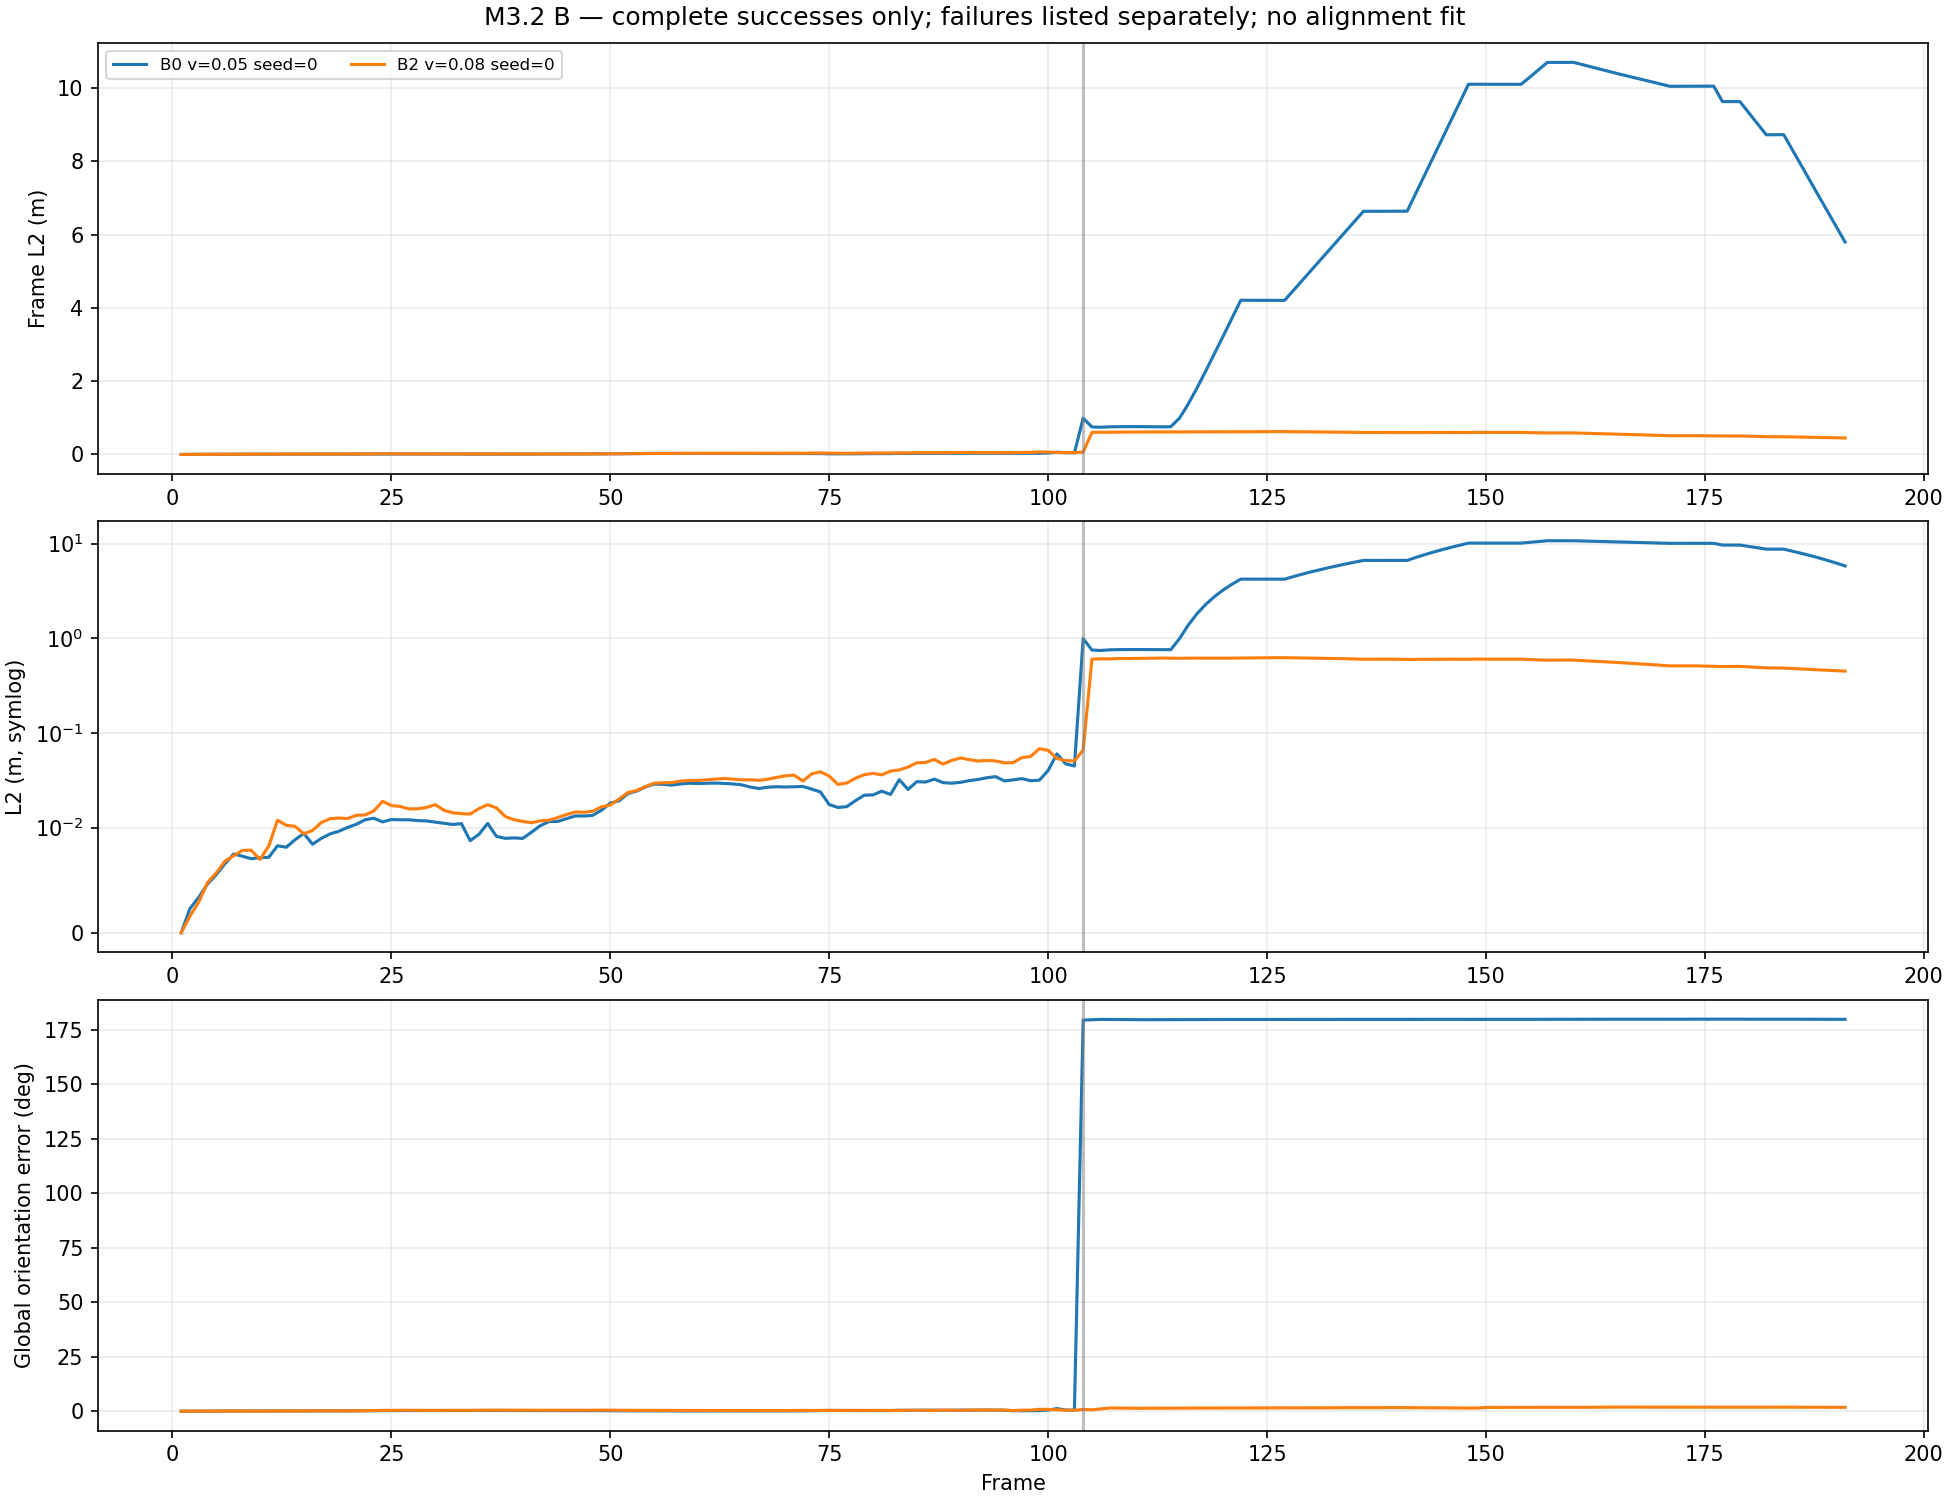 M3.2 B — complete successes only; failures listed separately; no alignment fit
B0 v=0.05 seed=0 B2 v=0.08 seed=0
Frame L2 (m)
10
8
6
4
2
0
0 25 50 75 100 125 150 175 200
L2 (m, symlog)
10¹
10⁰
10⁻¹
10⁻²
0
0 25 50 75 100 125 150 175 200
Global orientation error (deg)
175
150
125
100
75
50
25
0
0 25 50 75 100 125 150 175 200
Frame